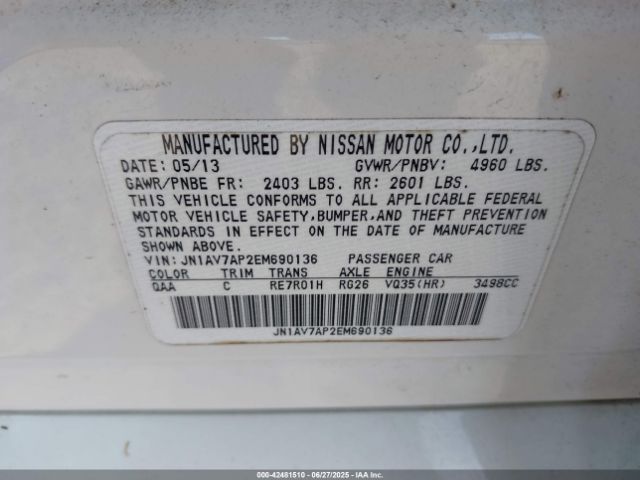 MANUFACTURED BY NISSAN MOTOR CO.,LTD.
DATE: 05/13 GVWR/PNBV: 4960 LBS.
GAWR/PNBE FR: 2403 LBS. RR: 2601 LBS.
THIS VEHICLE CONFORMS TO ALL APPLICABLE FEDERAL
MOTOR VEHICLE SAFETY,BUMPER,AND THEFT PREVENTION
STANDARDS IN EFFECT ON THE DATE OF MANUFACTURE
SHOWN ABOVE.
VIN: JN1AV7AP2EM690136 PASSENGER CAR
COLOR TRIM TRANS AXLE ENGINE
QAA C RE7R01H RG26 VQ35(HR) 3498CC
JN1AV7AP2EM690136
000-42481510 - 06/27/2025 - IAAI